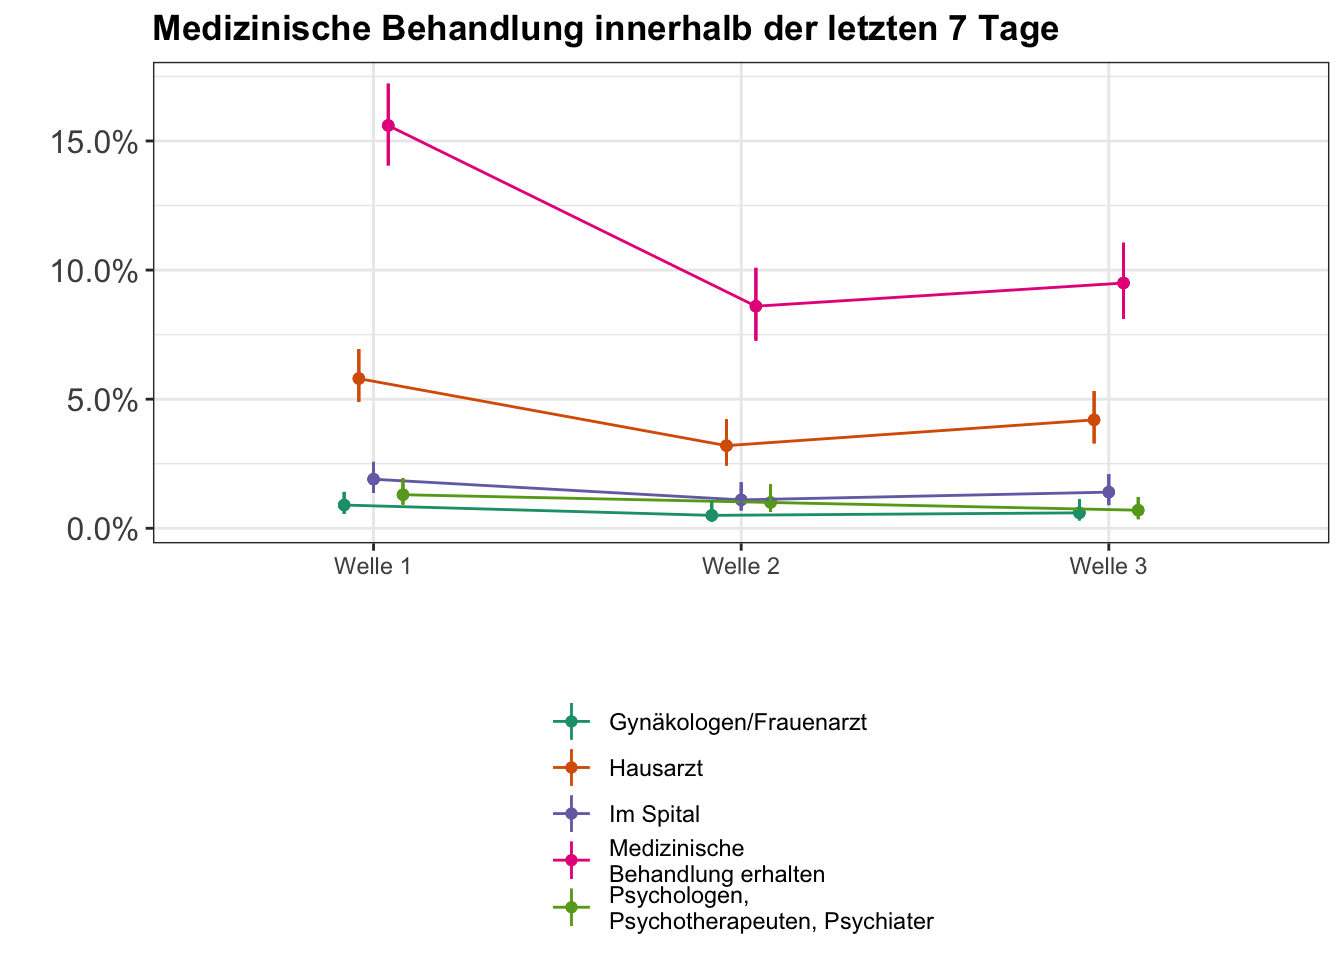 Medizinische Behandlung innerhalb der letzten 7 Tage
15.0%
10.0%
5.0%
0.0%
Welle 1
Welle 2
Welle 3
Gynäkologen/Frauenarzt
Hausarzt
Im Spital
Medizinische
Behandlung erhalten
Psychologen,
Psychotherapeuten, Psychiater